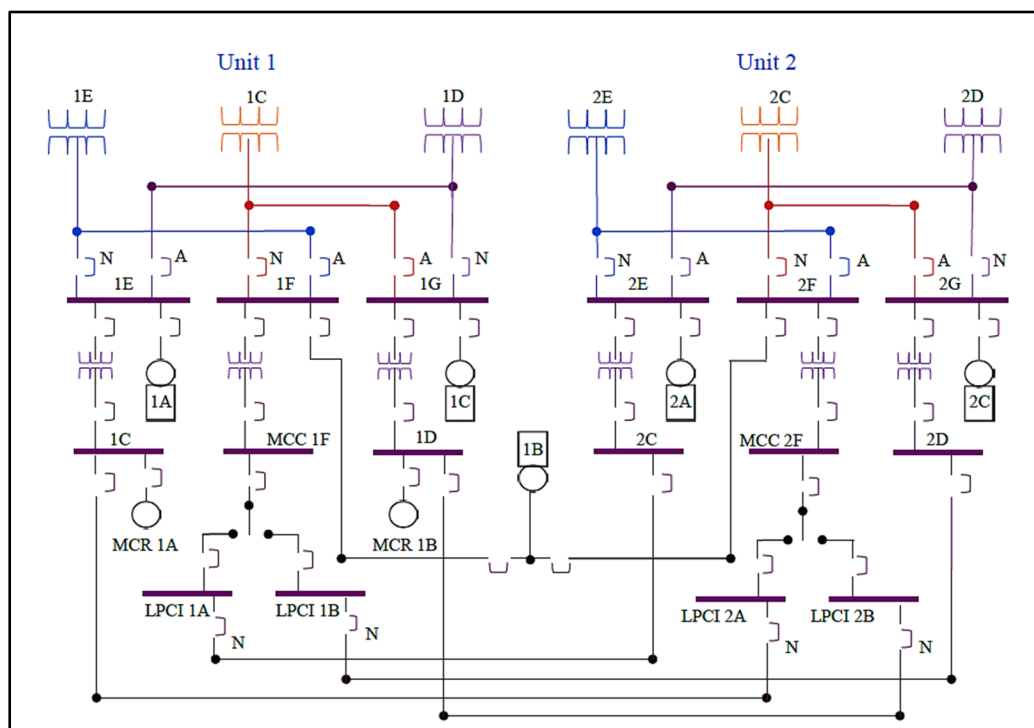 Unit 1 Unit 2
1E 1C 1D 2E 2C 2D
N A N A A N N A N A A N
1E 1F 1G 2E 2F 2G
1A 1C 2A 2C
1C MCC 1F 1D 1B 2C MCC 2F 2D
MCR 1A MCR 1B
LPCI 1A LPCI 1B LPCI 2A LPCI 2B
N N N N